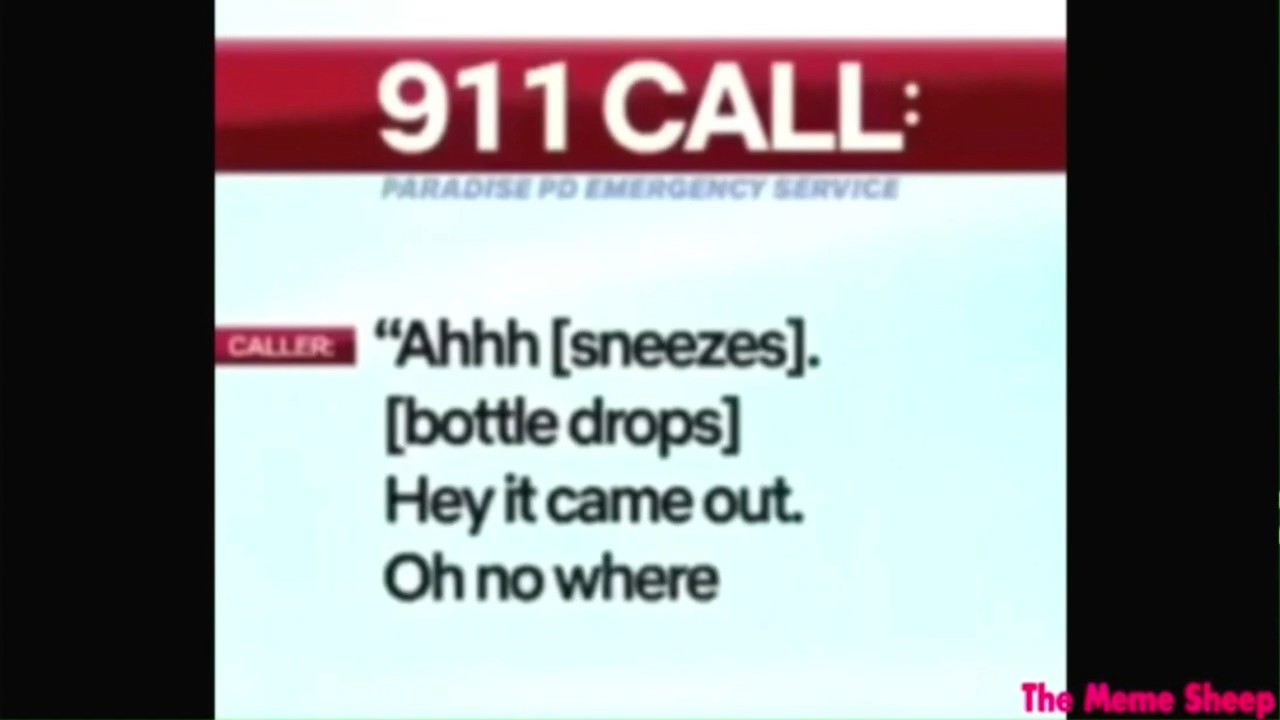 911 CALL:
PARADISE PD EMERGENCY SERVICE
CALLER: “Ahhh [sneezes].
[bottle drops]
Hey it came out.
Oh no where
The Meme Sheep